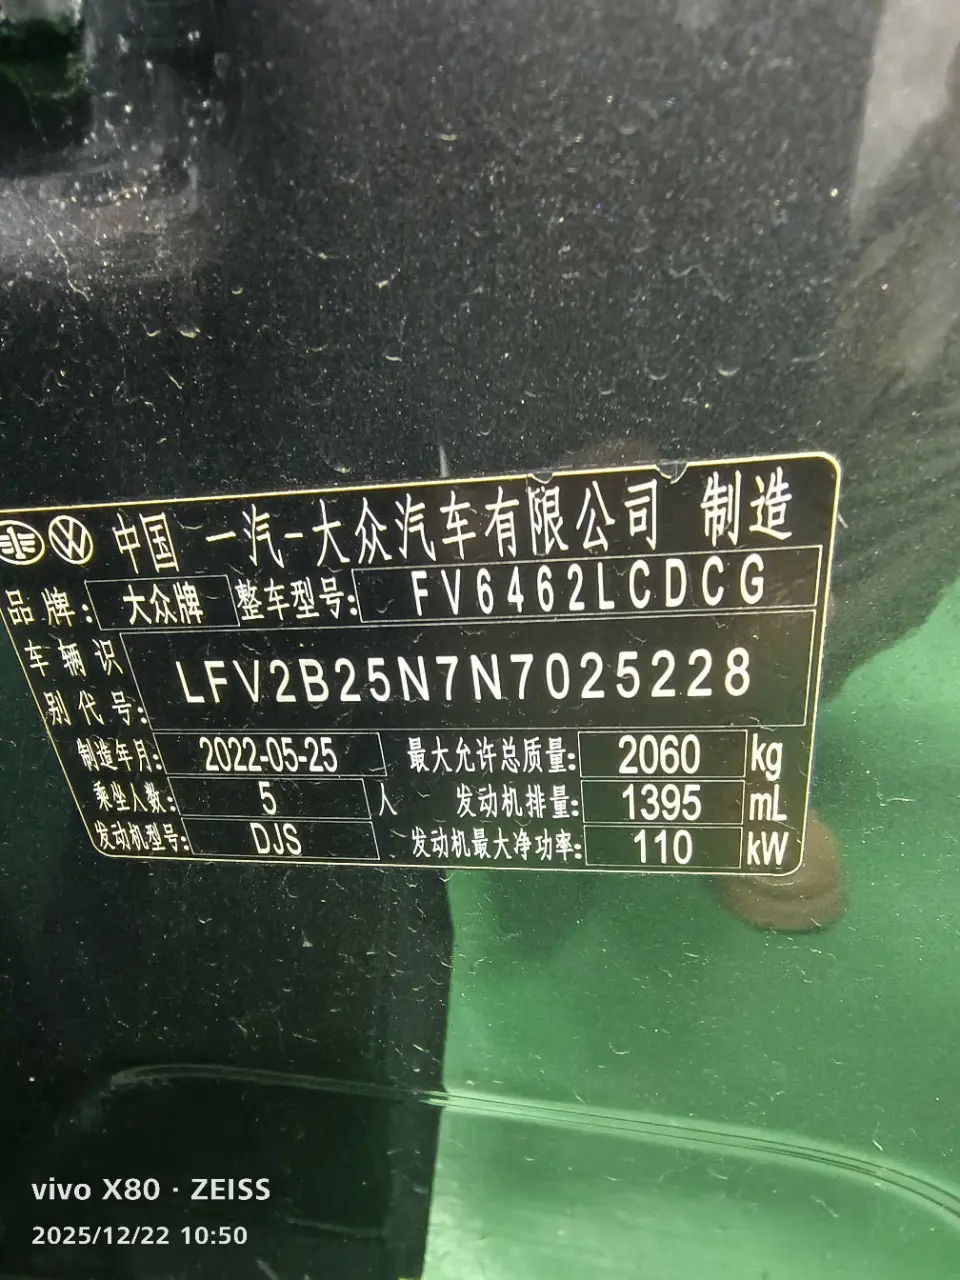 中国 一汽-大众汽车有限公司 制造
品牌: 大众牌 整车型号: FV6462LCDCG
车辆识别代号: LFV2B25N7N7025228
制造年月: 2022-05-25 最大允许总质量: 2060 kg
乘坐人数: 5 人 发动机排量: 1395 mL
发动机型号: DJS 发动机最大净功率: 110 kW
vivo X80 · ZEISS
2025/12/22 10:50